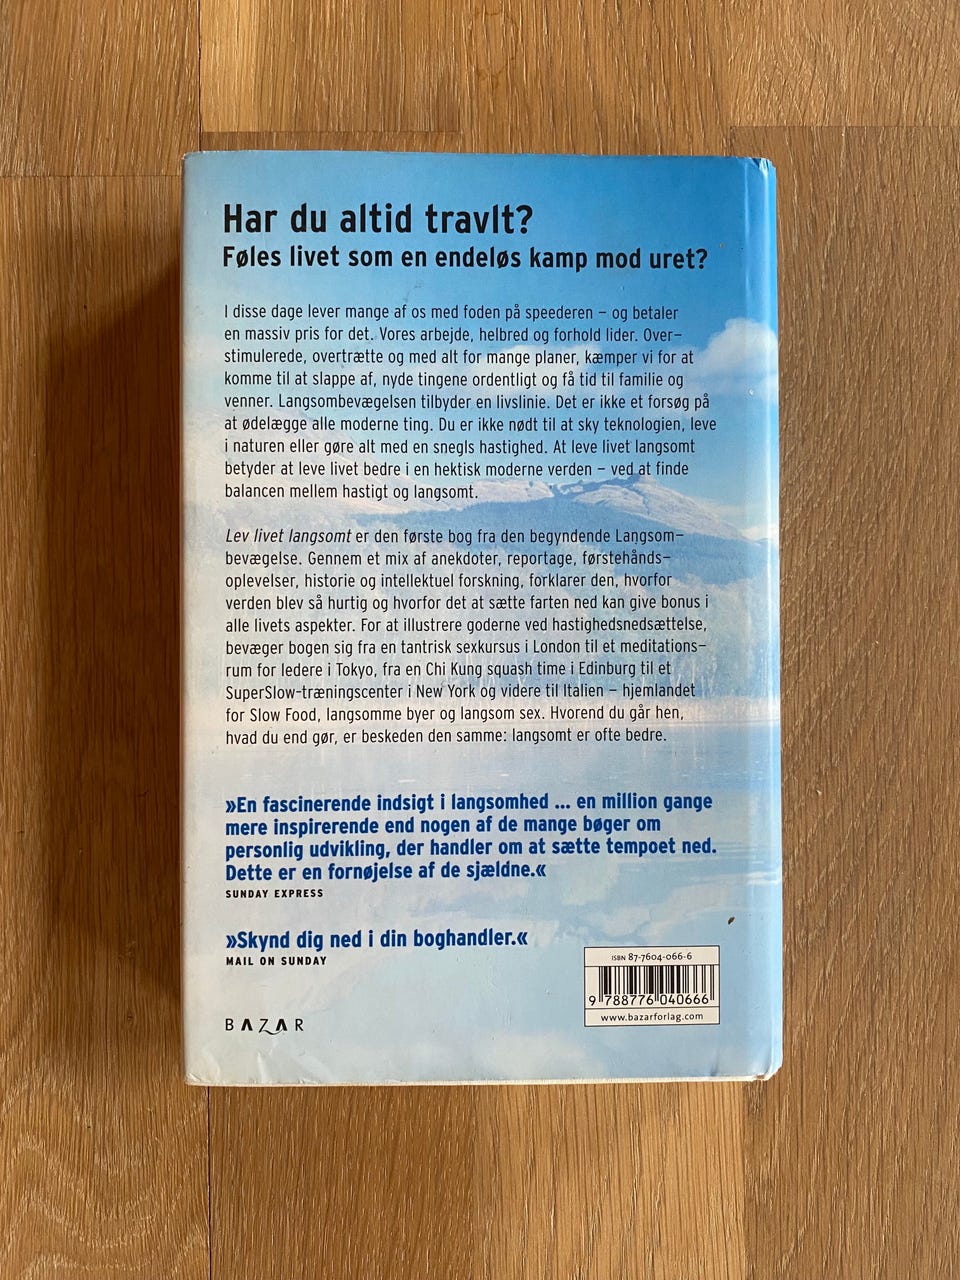 Har du altid travlt?
Føles livet som en endeløs kamp mod uret?
I disse dage lever mange af os med foden på speederen – og betaler
en massiv pris for det. Vores arbejde, helbred og forhold lider. Over-
stimulerede, overtrætte og med alt for mange planer, kæmper vi for at
komme til at slappe af, nyde tingene ordentligt og få tid til familie og
venner. Langsombevægelsen tilbyder en livslinie. Det er ikke et forsøg på
at ødelægge alle moderne ting. Du er ikke nødt til at sky teknologien, leve
i naturen eller gøre alt med en snegls hastighed. At leve livet langsomt
betyder at leve livet bedre i en hektisk moderne verden – ved at finde
balancen mellem hastigt og langsomt.
Lev livet langsomt er den første bog fra den begyndende Langsom-
bevægelse. Gennem et mix af anekdoter, reportage, førstehånds-
oplevelser, historie og intellektuel forskning, forklarer den, hvorfor
verden blev så hurtig og hvorfor det at sætte farten ned kan give bonus i
alle livets aspekter. For at illustrere goderne ved hastighedsnedsættelse,
bevæger bogen sig fra en tantrisk sexkursus i London til et meditations-
rum for ledere i Tokyo, fra en Chi Kung squash time i Edinburg til et
SuperSlow-træningscenter i New York og videre til Italien – hjemlandet
for Slow Food, langsomme byer og langsom sex. Hvorend du går hen,
hvad du end gør, er beskeden den samme: langsomt er ofte bedre.
»En fascinerende indsigt i langsomhed ... en million gange
mere inspirerende end nogen af de mange bøger om
personlig udvikling, der handler om at sætte tempoet ned.
Dette er en fornøjelse af de sjældne.«
SUNDAY EXPRESS
»Skynd dig ned i din boghandler.«
MAIL ON SUNDAY
ISBN 87-7604-066-6
9 788776 040666
www.bazarforlag.com
BAZAR